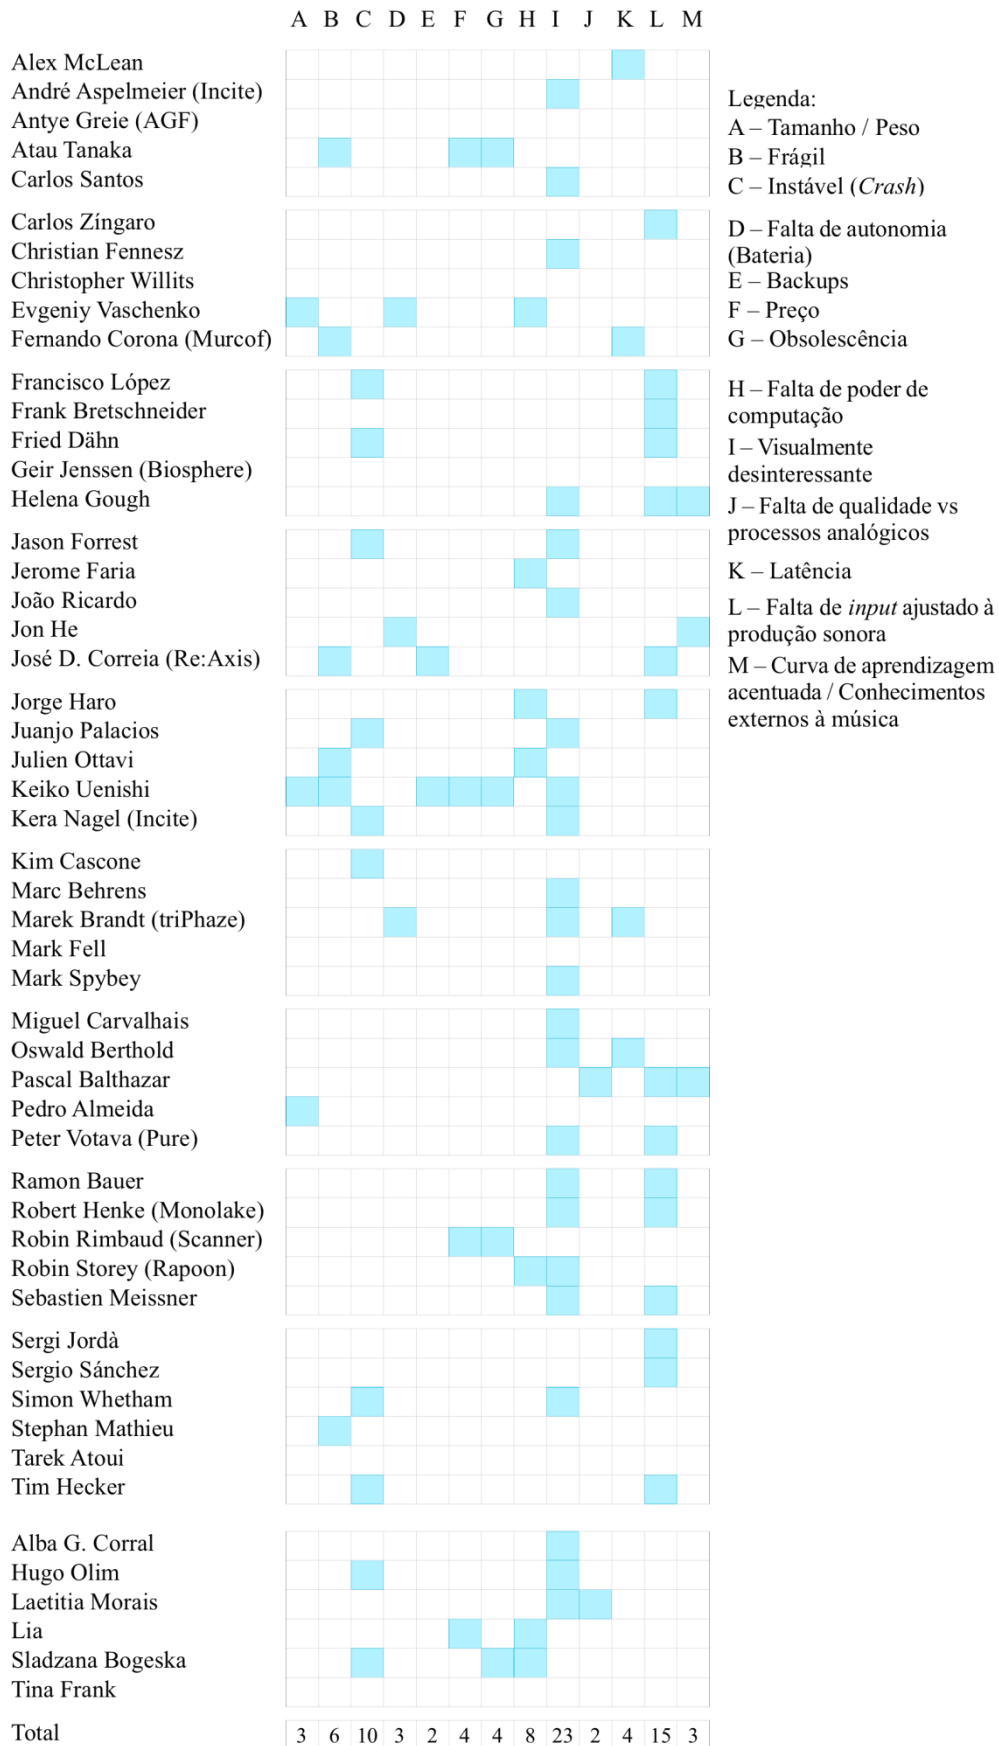 A B C D E F G H I J K L M
Alex McLean
André Aspelmeier (Incite)
Antye Greie (AGF)
Atau Tanaka
Carlos Santos
Carlos Zíngaro
Christian Fennesz
Christopher Willits
Evgeniy Vaschenko
Fernando Corona (Murcof)
Francisco López
Frank Bretschneider
Fried Dähn
Geir Jenssen (Biosphere)
Helena Gough
Jason Forrest
Jerome Faria
João Ricardo
Jon He
José D. Correia (Re:Axis)
Jorge Haro
Juanjo Palacios
Julien Ottavi
Keiko Uenishi
Kera Nagel (Incite)
Kim Cascone
Marc Behrens
Marek Brandt (triPhaze)
Mark Fell
Mark Spybey
Miguel Carvalhais
Oswald Berthold
Pascal Balthazar
Pedro Almeida
Peter Votava (Pure)
Ramon Bauer
Robert Henke (Monolake)
Robin Rimbaud (Scanner)
Robin Storey (Rapoon)
Sebastien Meissner
Sergi Jordà
Sergio Sánchez
Simon Whetham
Stephan Mathieu
Tarek Atoui
Tim Hecker
Alba G. Corral
Hugo Olim
Laetitia Morais
Lia
Sladzana Bogeska
Tina Frank
Total 3 6 10 3 2 4 4 8 23 2 4 15 3
Legenda:
A – Tamanho / Peso
B – Frágil
C – Instável (Crash)
D – Falta de autonomia
(Bateria)
E – Backups
F – Preço
G – Obsolescência
H – Falta de poder de
computação
I – Visualmente
desinteressante
J – Falta de qualidade vs
processos analógicos
K – Latência
L – Falta de input ajustado à
produção sonora
M – Curva de aprendizagem
acentuada / Conhecimentos
externos à música